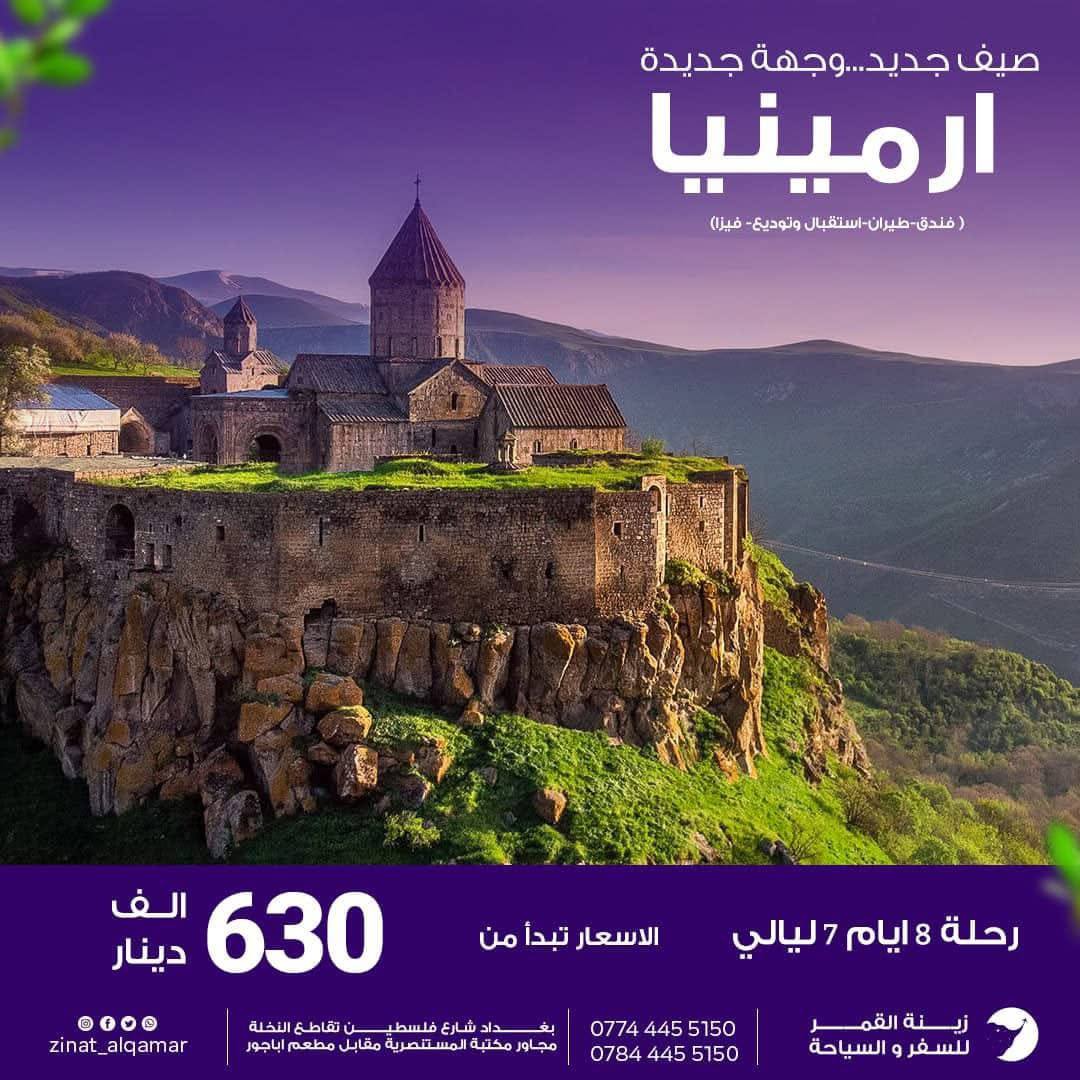 صيف جديد...وجهة جديدة
ارمينيا
( فندق-طيران-استقبال وتوديع- فيزا)
رحلة 8 ايام 7 ليالي
الاسعار تبدأ من
630 الف دينار
زينة القمر
للسفر و السياحة
0774 445 5150
0784 445 5150
بغداد شارع فلسطين تقاطع النخلة
مجاور مكتبة المستنصرية مقابل مطعم اباجور
zinat_alqamar